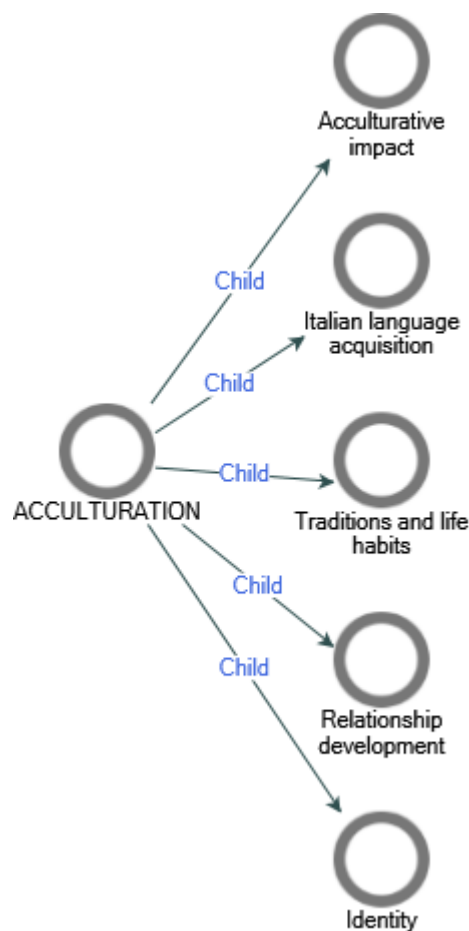 Acculturative
impact
Child
Italian language
acquisition
Child
ACCULTURATION
Child
Traditions and life
habits
Child
Relationship
development
Child
Identity